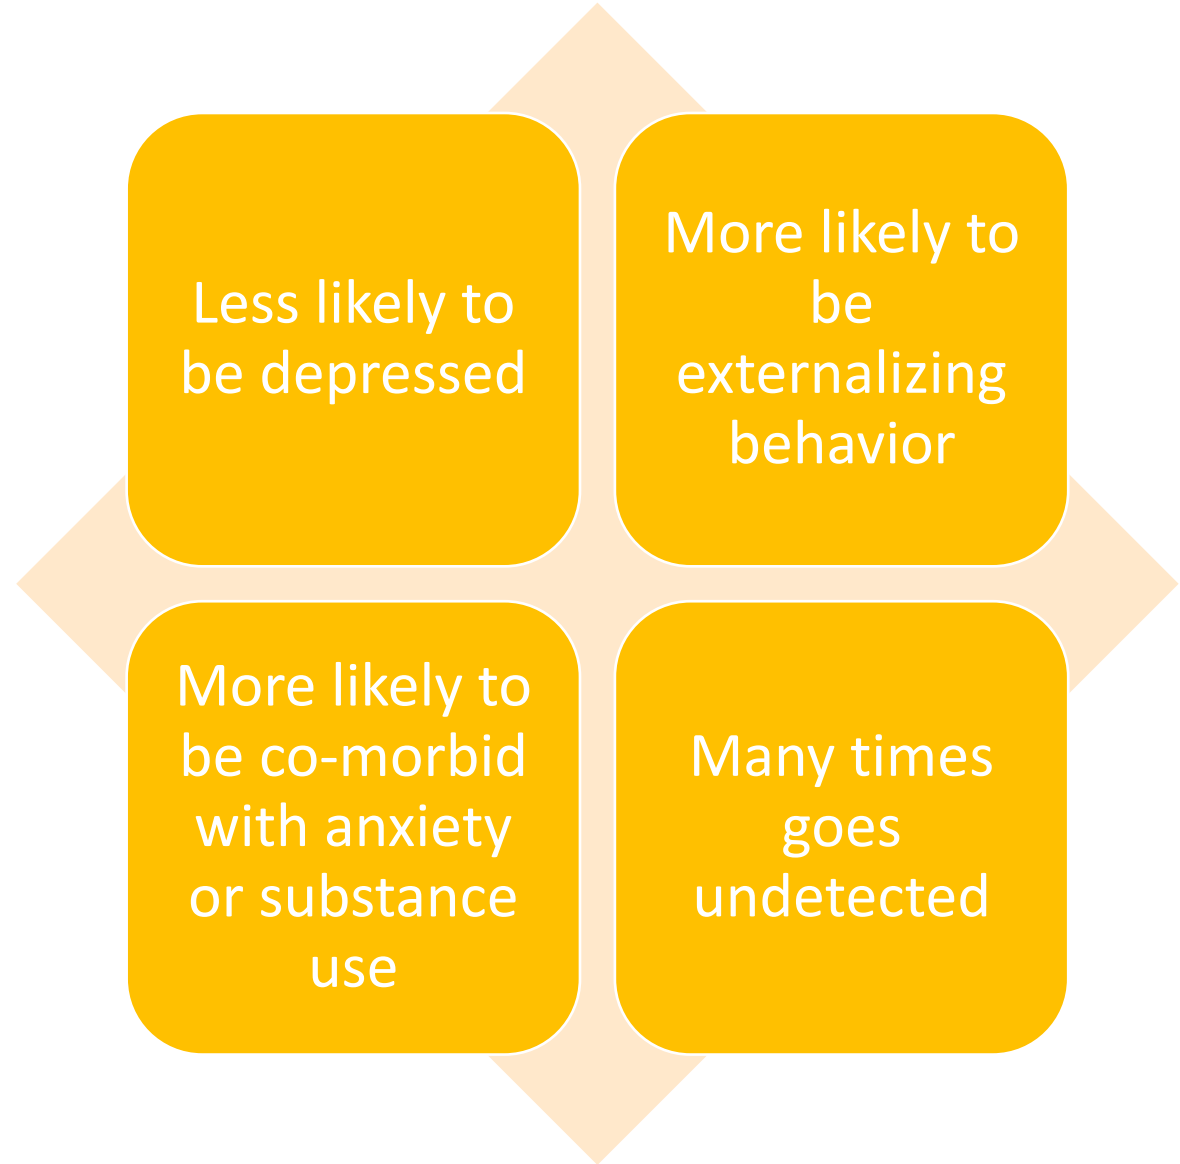 Less likely to
be depressed
More likely to
be
externalizing
behavior
More likely to
be co-morbid
with anxiety
or substance
use
Many times
goes
undetected